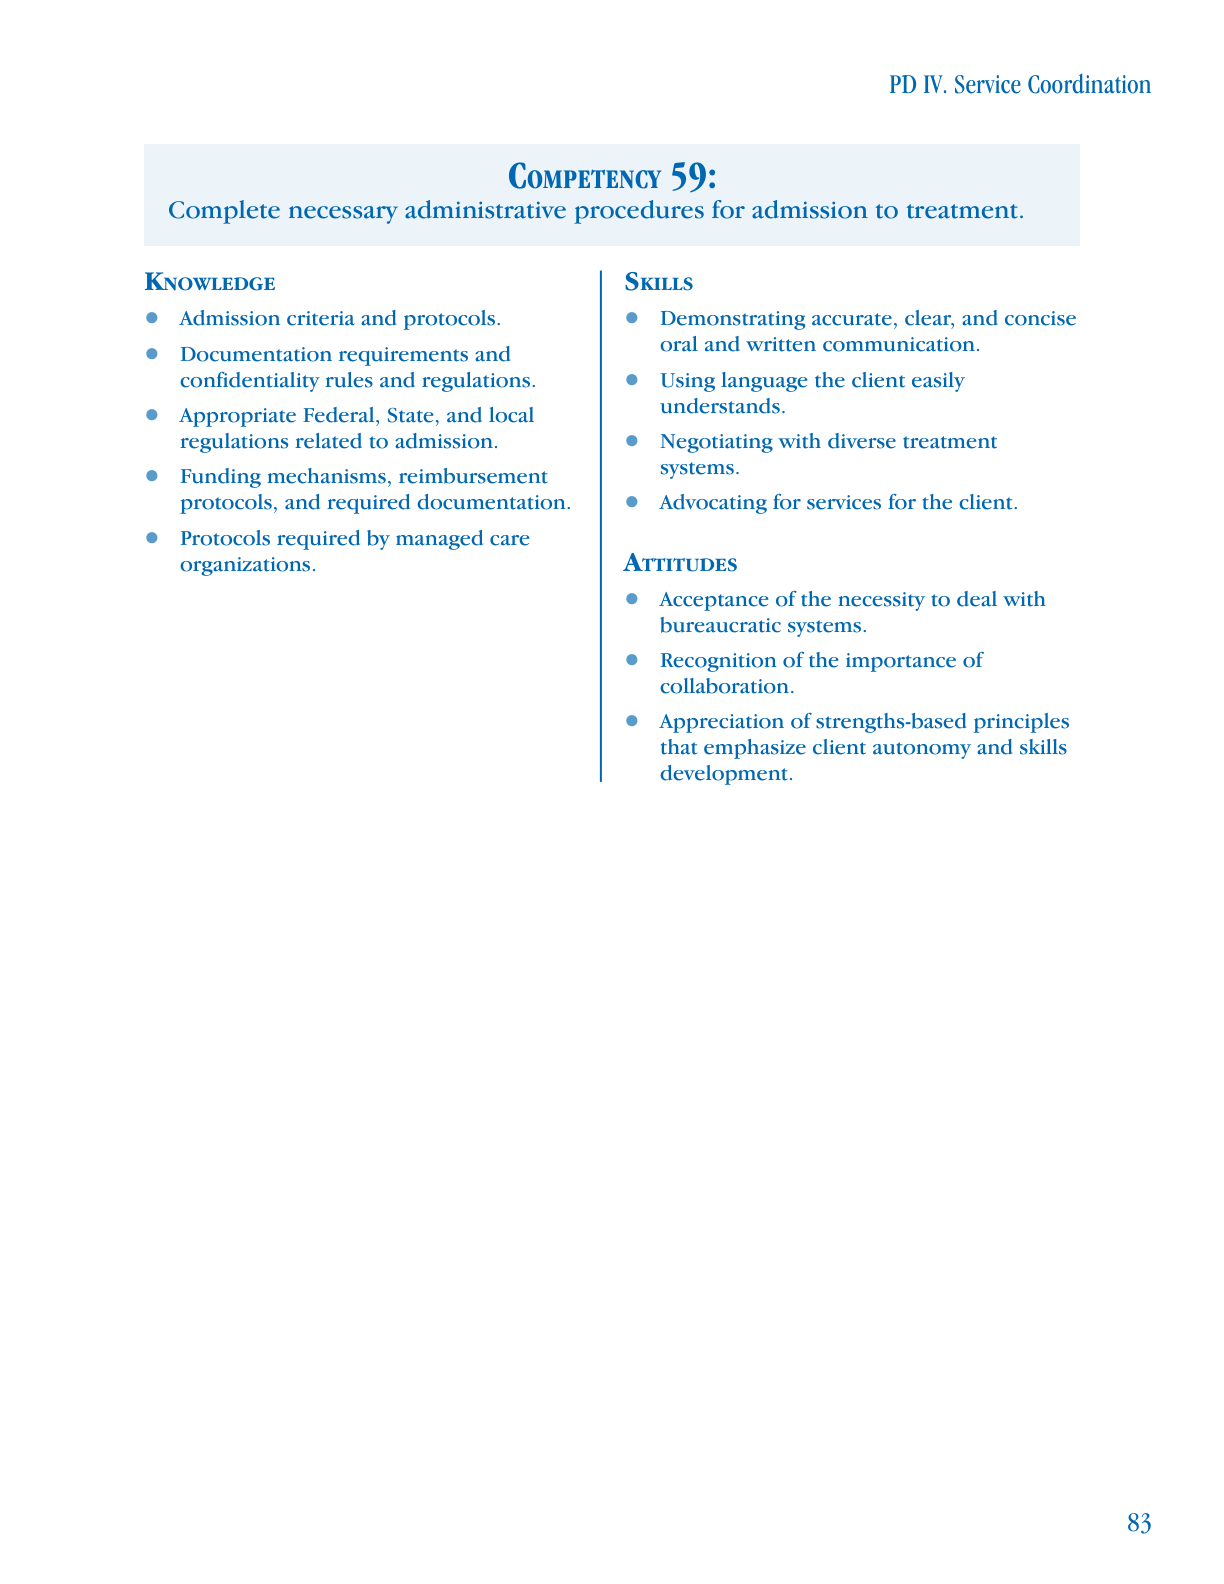 PD IV. Service Coordination
COMPETENCY 59:
Complete necessary administrative procedures for admission to treatment.
KNOWLEDGE
● Admission criteria and protocols.
● Documentation requirements and
confidentiality rules and regulations.
● Appropriate Federal, State, and local
regulations related to admission.
● Funding mechanisms, reimbursement
protocols, and required documentation.
● Protocols required by managed care
organizations.
SKILLS
● Demonstrating accurate, clear, and concise
oral and written communication.
● Using language the client easily
understands.
● Negotiating with diverse treatment
systems.
● Advocating for services for the client.
ATTITUDES
● Acceptance of the necessity to deal with
bureaucratic systems.
● Recognition of the importance of
collaboration.
● Appreciation of strengths-based principles
that emphasize client autonomy and skills
development.
83